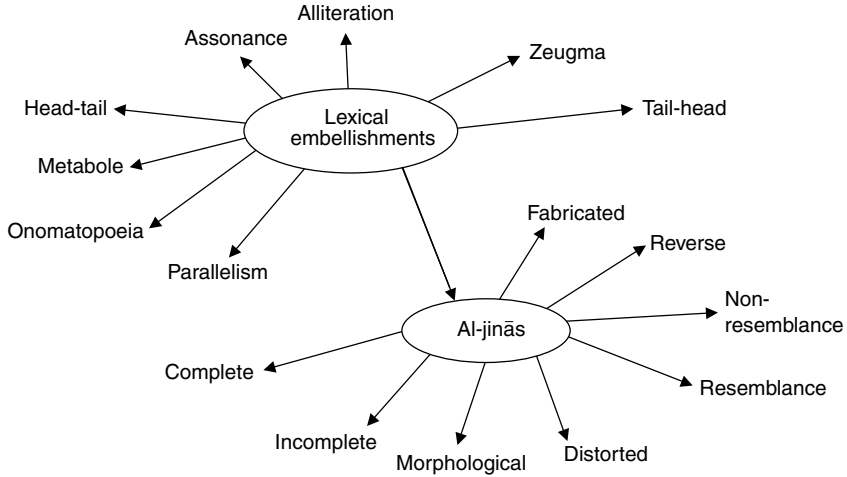 Alliteration
Assonance
Zeugma
Head-tail
Lexical
embellishments
Tail-head
Metabole
Onomatopoeia
Parallelism
Fabricated
Reverse
Non-
resemblance
Al-jinās
Complete
Resemblance
Incomplete
Morphological
Distorted